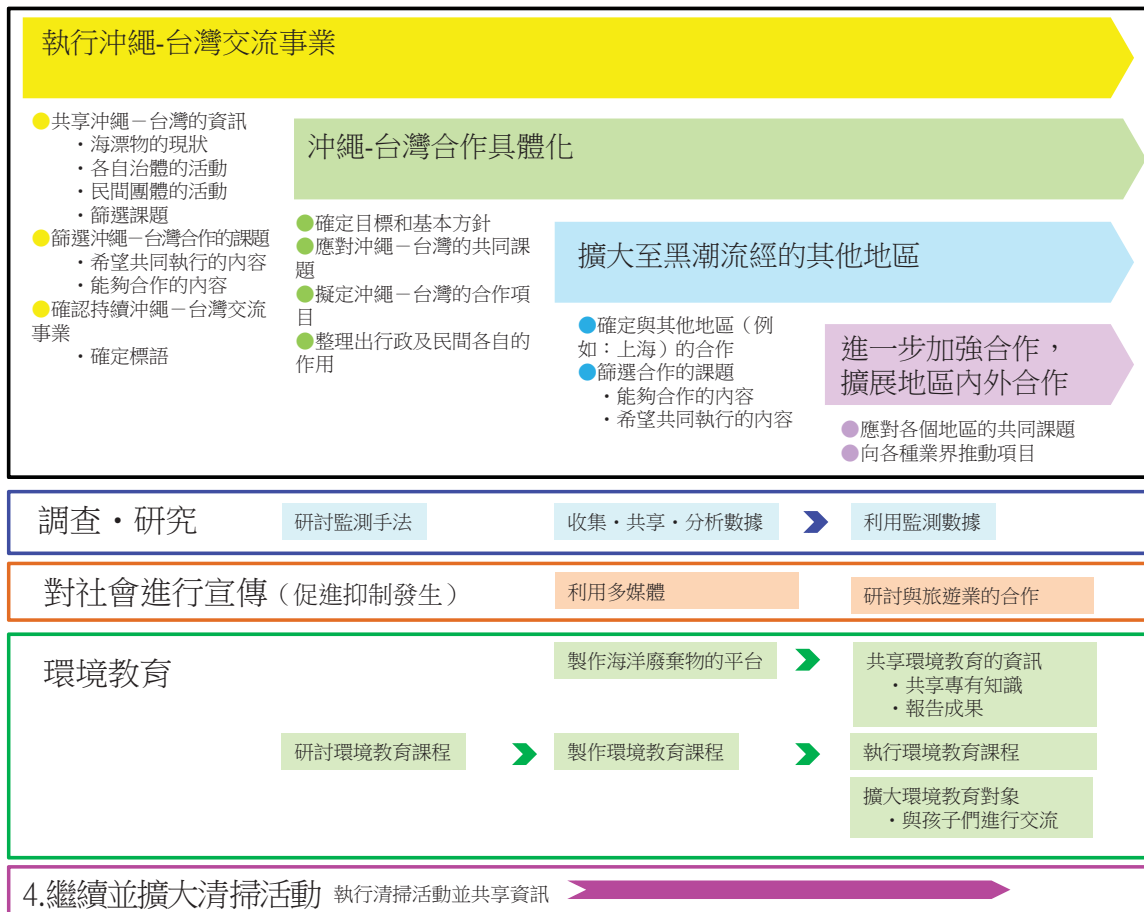 執行沖繩-台灣交流事業
●共享沖繩－台灣的資訊
・海漂物的現狀
・各自治體的活動
・民間團體的活動
・篩選課題
●篩選沖繩－台灣合作的課題
・希望共同執行的內容
・能夠合作的內容
●確認持續沖繩－台灣交流
事業
・確定標語
沖繩-台灣合作具體化
●確定目標和基本方針
●應對沖繩－台灣的共同課
題
●擬定沖繩－台灣的合作項
目
●整理出行政及民間各自的
作用
擴大至黑潮流經的其他地區
●確定與其他地區（例
如：上海）的合作
●篩選合作的課題
・能夠合作的內容
・希望共同執行的內容
進一步加強合作，
擴展地區內外合作
●應對各個地區的共同課題
●向各種業界推動項目
調查・研究
研討監測手法
收集・共享・分析數據
利用監測數據
對社會進行宣傳（促進抑制發生）
利用多媒體
研討與旅遊業的合作
環境教育
製作海洋廢棄物的平台
共享環境教育的資訊
・共享專有知識
・報告成果
研討環境教育課程
製作環境教育課程
執行環境教育課程
擴大環境教育對象
・與孩子們進行交流
4.繼續並擴大清掃活動 執行清掃活動並共享資訊